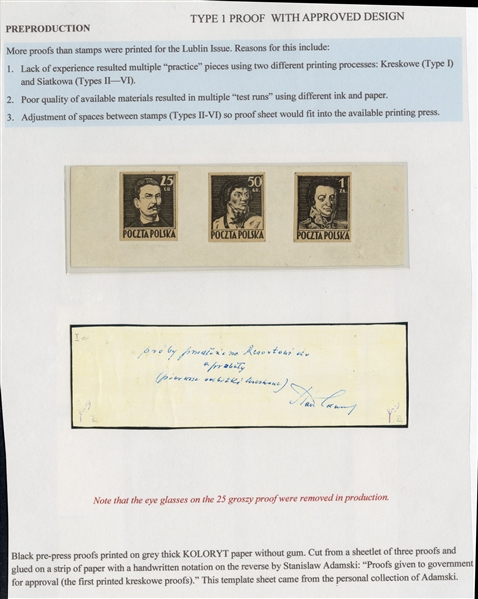 TYPE 1 PROOF WITH APPROVED DESIGN
PREPRODUCTION
More proofs than stamps were printed for the Lublin Issue. Reasons for this include:
1. Lack of experience resulted multiple “practice” pieces using two different printing processes: Kreskowe (Type I)
and Siatkowa (Types II—VI).
2. Poor quality of available materials resulted in multiple “test runs” using different ink and paper.
3. Adjustment of spaces between stamps (Types II-VI) so proof sheet would fit into the available printing press.
25 GR.
POCZTA POLSKA
50 GR.
POCZTA POLSKA
1 ZŁ.
POCZTA POLSKA
próby
do
aprobaty
Note that the eye glasses on the 25 groszy proof were removed in production.
Black pre-press proofs printed on grey thick KOLORYT paper without gum. Cut from a sheetlet of three proofs and
glued on a strip of paper with a handwritten notation on the reverse by Stanislaw Adamski: “Proofs given to government
for approval (the first printed kreskowe proofs).” This template sheet came from the personal collection of Adamski.